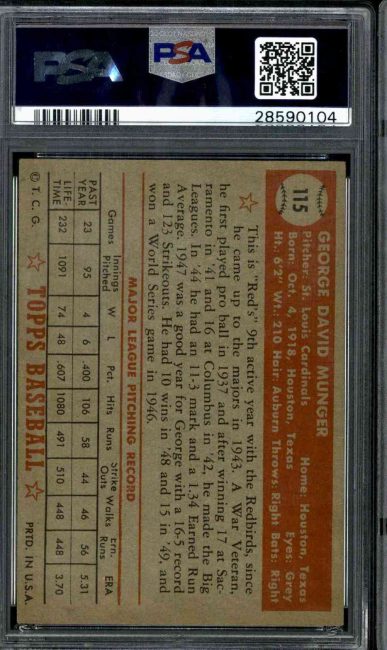 PSA
PSA
28590104
115
GEORGE DAVID MUNGER
Pitcher: St. Louis Cardinals Home: Houston, Texas
Born: Oct. 4, 1918, Houston, Texas Eyes: Grey
Ht: 6'2" Wt.: 210 Hair: Auburn Throws: Right Bats: Right
This is "Red's" 9th active year with the Redbirds, since
he came up to the majors in 1943. A War Veteran,
he first played pro ball in 1937 and after winning 17 at Sac-
ramento in '41 and 16 at Columbus in '42, he made the Big
Leagues. In '44 he had an 11-3 mark and a 1.34 Earned Run
Average. 1947 was a good year for George with a 16-5 record
and 123 Strikeouts. He had 10 wins in '48 and 15 in '49, and
won a World Series game in 1946.
MAJOR LEAGUE PITCHING RECORD
Games Innings Pitched W L Pct. Hits Runs Strike Outs Walks Ern. Runs ERA
PAST YEAR 23 95 4 6 .400 106 58 44 46 56 5.31
LIFE-TIME 232 1091 74 48 .607 1080 491 510 448 448 3.70
© T. C. G. TOPPS BASEBALL PRTD. IN U.S.A.